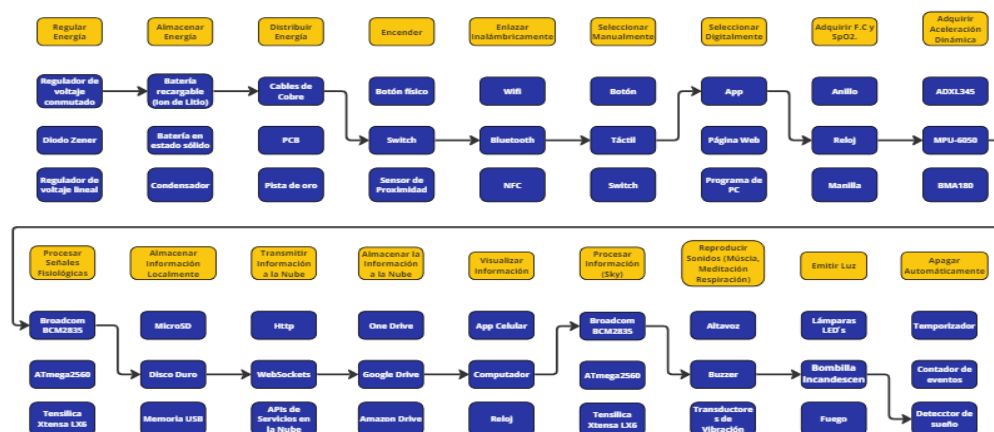 Regular
Energía
Almacenar
Energía
Distribuir
Energía
Encender
Enlazar
Inalámbricamente
Seleccionar
Manualmente
Seleccionar
Digitalmente
Adquirir F.C y
SpO2.
Adquirir
Aceleración
Dinámica
Regulador de
voltaje
conmutado
Batería
recargable
(Ion de Litio)
Cables de
Cobre
Botón físico
Wifi
Botón
App
Anillo
ADXL345
Diodo Zener
Batería en
estado sólido
PCB
Switch
Bluetooth
Táctil
Página Web
Reloj
MPU-6050
Regulador de
voltaje lineal
Condensador
Pista de oro
Sensor de
Proximidad
NFC
Switch
Programa de
PC
Manilla
BMA180
Procesar
Señales
Fisiológicas
Almacenar
Información
Localmente
Transmitir
Información
a la Nube
Almacenar la
Información
a la Nube
Visualizar
Información
Procesar
Información
(Sky)
Reproducir
Sonidos (Múscia,
Meditación
Respiración)
Emitir Luz
Apagar
Automáticamente
Broadcom
BCM2835
MicroSD
Http
One Drive
App Celular
Broadcom
BCM2835
Altavoz
Lámparas
LED's
Temporizador
ATmega2560
Disco Duro
WebSockets
Google Drive
Computador
ATmega2560
Buzzer
Bombilla
Incandescen
Contador de
eventos
Tensilica
Xtensa LX6
Memoria USB
APIs de
Servicios en
la Nube
Amazon Drive
Reloj
Tensilica
Xtensa LX6
Transductore
s de
Vibración
Fuego
Detecctor de
sueño